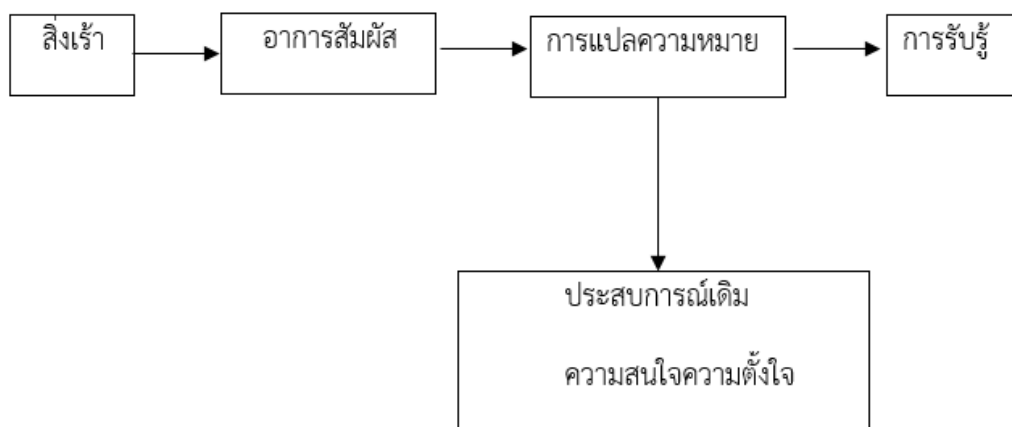 สิ่งเร้า
อาการสัมผัส
การแปลความหมาย
การรับรู้
ประสบการณ์เดิม
ความสนใจความตั้งใจ